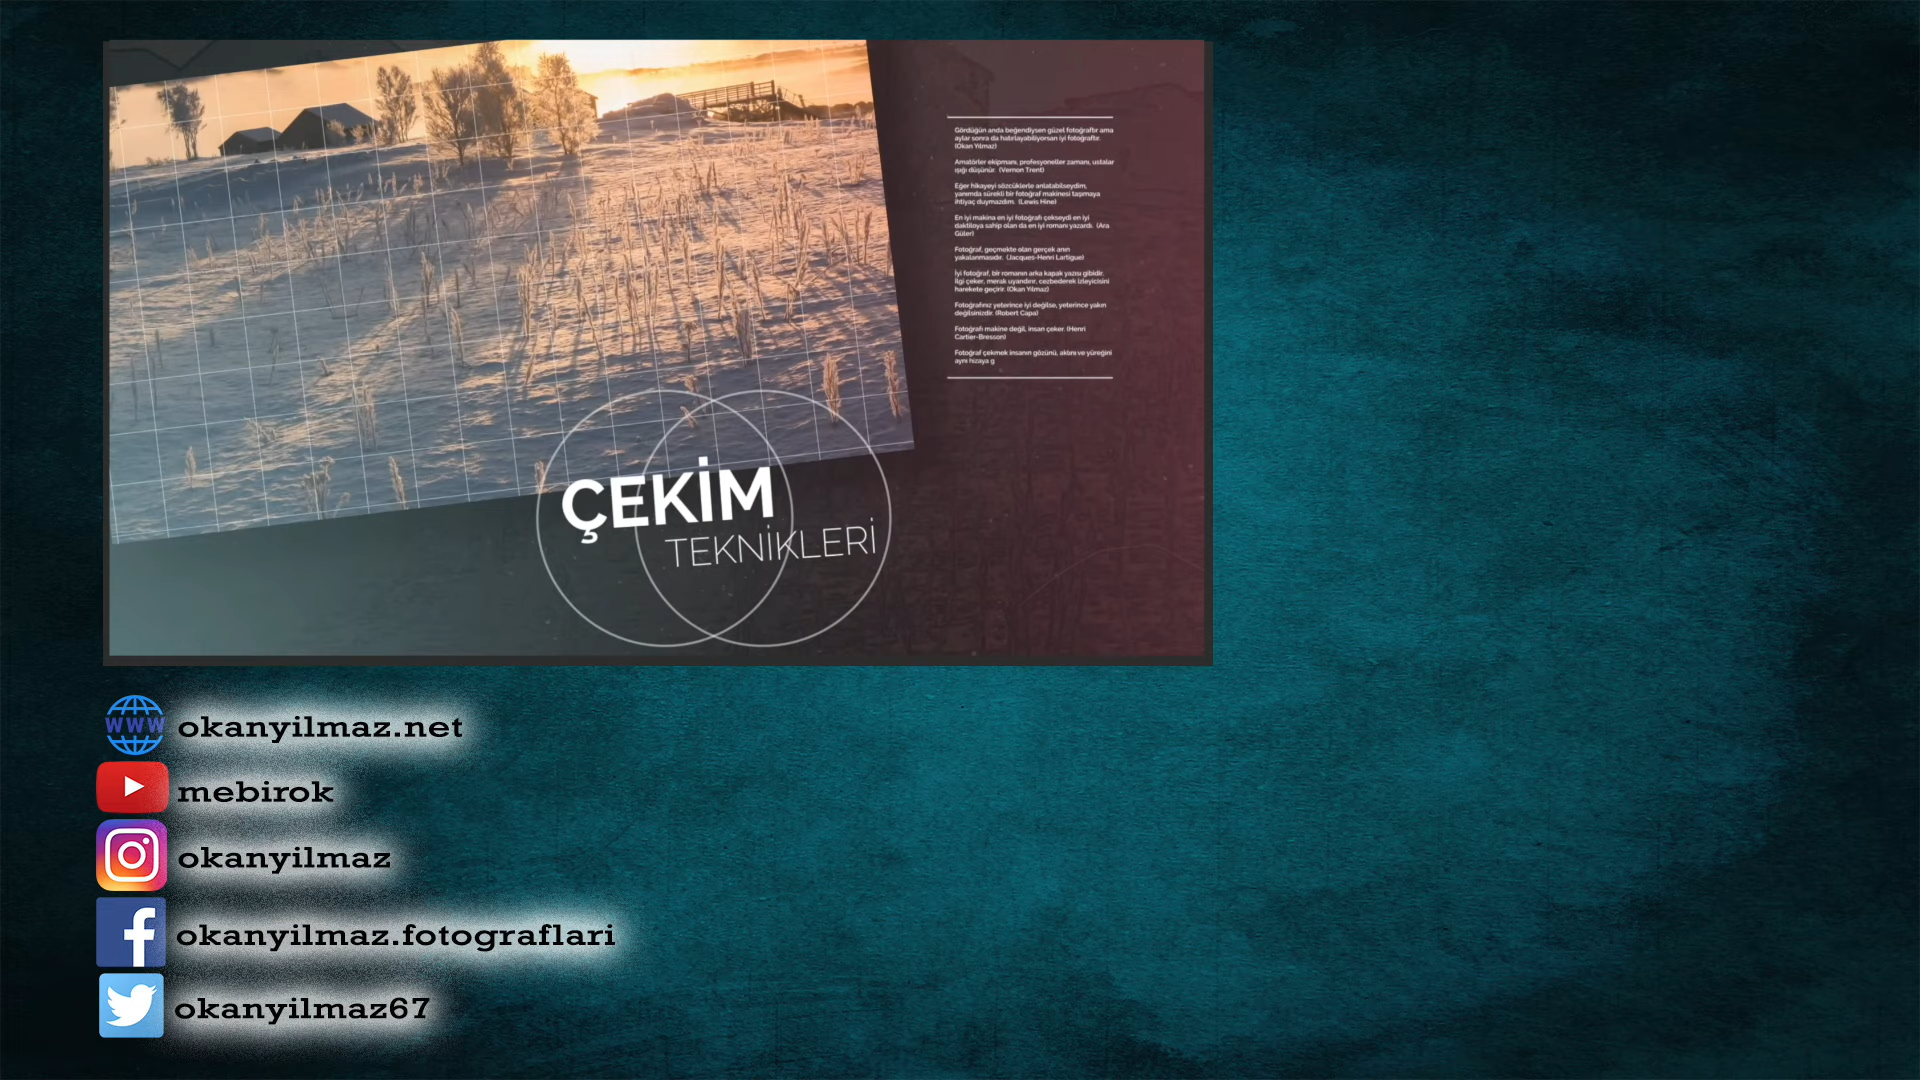 Gördüğün anda beğendiysen güzel fotoğraftır ama
aylar sonra da hatırlayabiliyorsan iyi fotoğraftır.
(Okan Yılmaz)
Amatörler ekipmanı, profesyoneller zamanı, ustalar
ışığı düşünür. (Vernon Trent)
Eğer hikayeyi sözcüklerle anlatabilseydim,
yanımda sürekli bir fotoğraf makinesi taşımaya
ihtiyaç duymazdım. (Lewis Hine)
En iyi makina en iyi fotoğrafı çekseydi en iyi
daktiloya sahip olan da en iyi romanı yazardı. (Ara
Güler)
Fotoğraf, geçmekte olan gerçek anın
yakalanmasıdır. (Jacques-Henri Lartigue)
İyi fotoğraf, bir romanın arka kapak yazısı gibidir.
İlgi çeker, merak uyandırır, cezbederek izleyicisini
harekete geçirir. (Okan Yılmaz)
Fotoğrafınız yeterince iyi değilse, yeterince yakın
değilsinizdir. (Robert Capa)
Fotoğrafı makine değil, insan çeker. (Henri
Cartier-Bresson)
Fotoğraf çekmek insanın gözünü, aklını ve yüreğini
aynı hizaya g
ÇEKİM
TEKNİKLERİ
WWW okanyilmaz.net
mebirok
okanyilmaz
okanyilmaz.fotograflari
okanyilmaz67